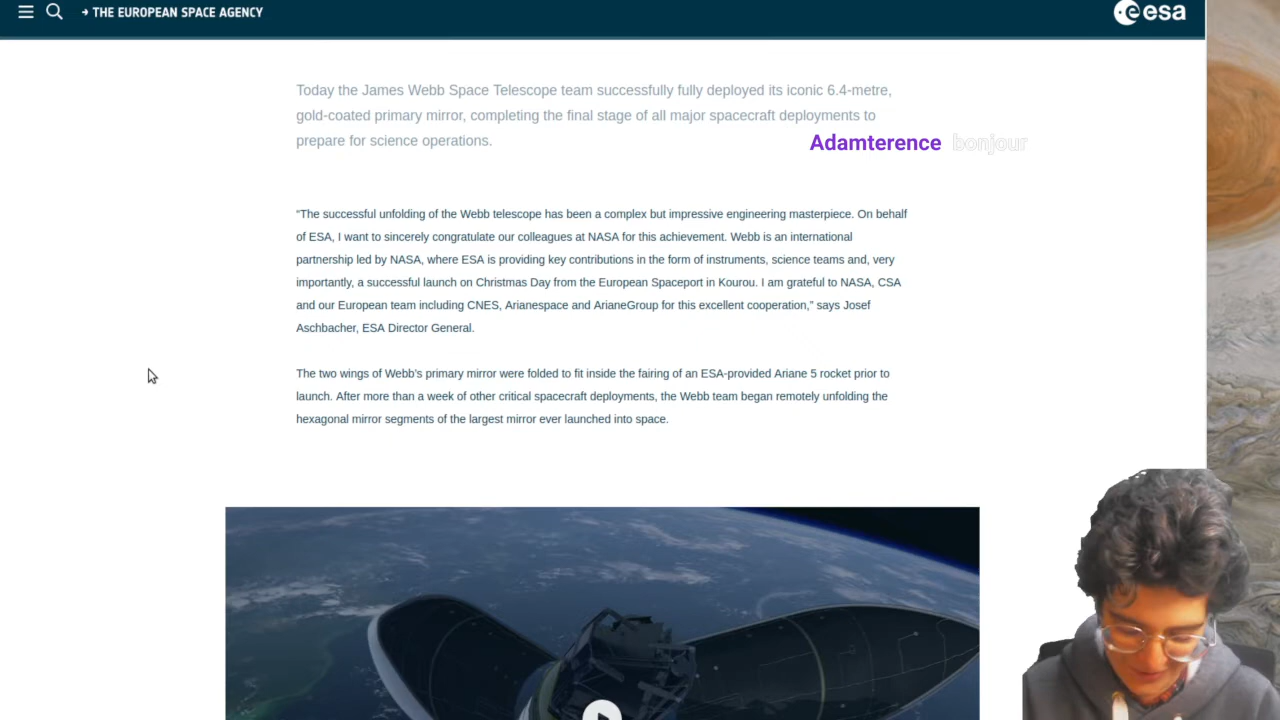 → THE EUROPEAN SPACE AGENCY
esa
Today the James Webb Space Telescope team successfully fully deployed its iconic 6.4-metre,
gold-coated primary mirror, completing the final stage of all major spacecraft deployments to
prepare for science operations.
Adamterence bonjour
“The successful unfolding of the Webb telescope has been a complex but impressive engineering masterpiece. On behalf
of ESA, I want to sincerely congratulate our colleagues at NASA for this achievement. Webb is an international
partnership led by NASA, where ESA is providing key contributions in the form of instruments, science teams and, very
importantly, a successful launch on Christmas Day from the European Spaceport in Kourou. I am grateful to NASA, CSA
and our European team including CNES, Arianespace and ArianeGroup for this excellent cooperation,” says Josef
Aschbacher, ESA Director General.
The two wings of Webb’s primary mirror were folded to fit inside the fairing of an ESA-provided Ariane 5 rocket prior to
launch. After more than a week of other critical spacecraft deployments, the Webb team began remotely unfolding the
hexagonal mirror segments of the largest mirror ever launched into space.